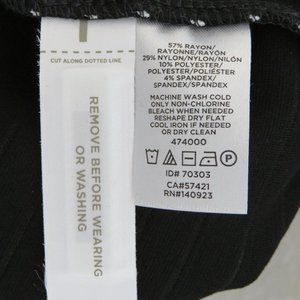 CUT ALONG DOTTED LINE
REMOVE BEFORE WEARING
OR WASHING
57% RAYON/
RAYONNE/RAYÓN
29% NYLON/NYLON/NILÓN
10% POLYESTER/
POLYESTER/POLIÉSTER
4% SPANDEX/
SPANDEX/SPANDEX
MACHINE WASH COLD
ONLY NON-CHLORINE
BLEACH WHEN NEEDED
RESHAPE DRY FLAT
COOL IRON IF NEEDED
OR DRY CLEAN
474000
ID# 70303
CA#57421
RN#140923